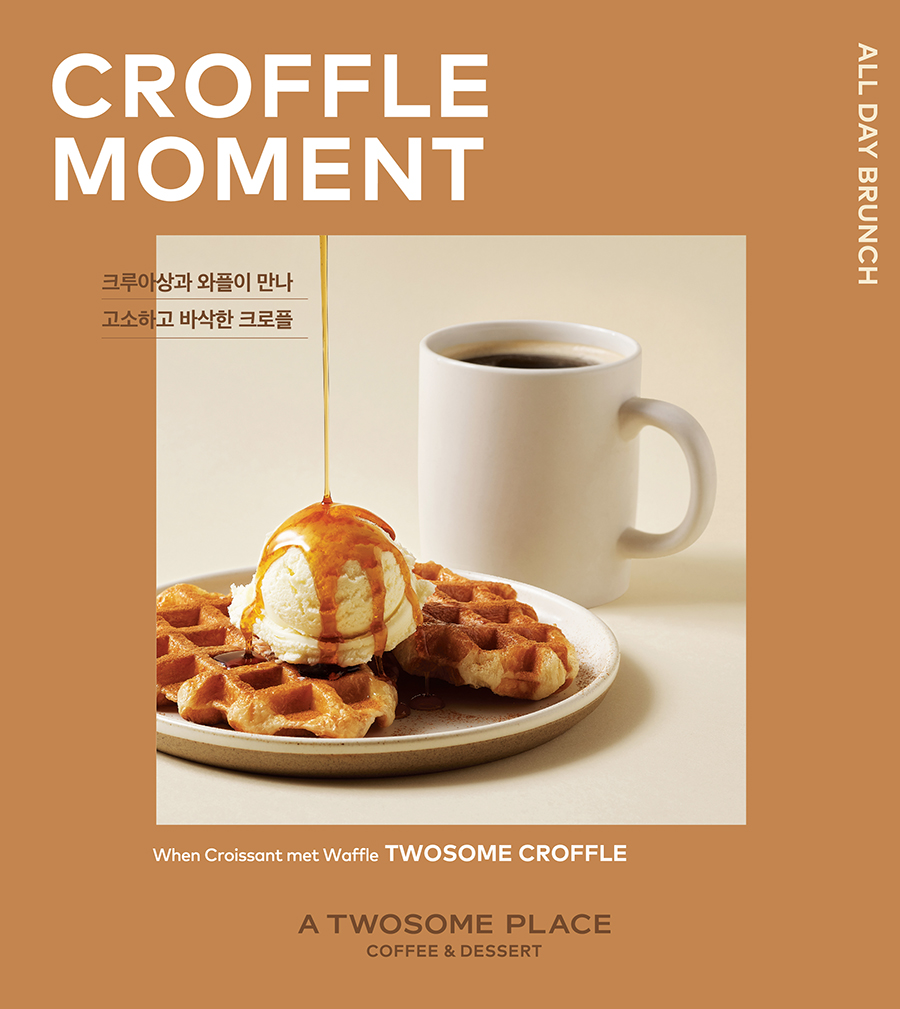 CROFFLE
MOMENT
ALL DAY BRUNCH
크루아상과 와플이 만나
고소하고 바삭한 크로플
When Croissant met Waffle TWOSOME CROFFLE
A TWOSOME PLACE
COFFEE & DESSERT